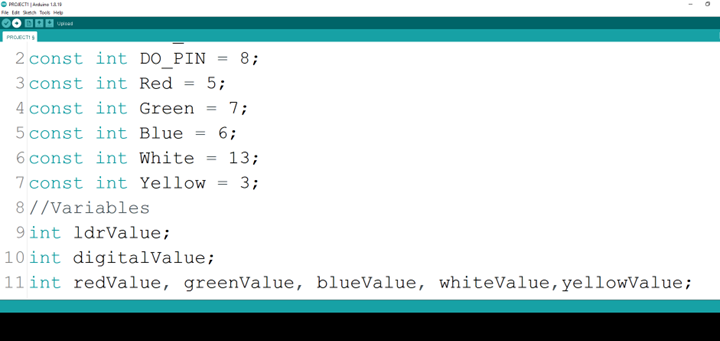 PROJECT1 | Arduino 1.8.19
File Edit Sketch Tools Help
Upload
PROJECT1 §
2 const int DO_PIN = 8;
3 const int Red = 5;
4 const int Green = 7;
5 const int Blue = 6;
6 const int White = 13;
7 const int Yellow = 3;
8 //Variables
9 int ldrValue;
10 int digitalValue;
11 int redValue, greenValue, blueValue, whiteValue,yellowValue;